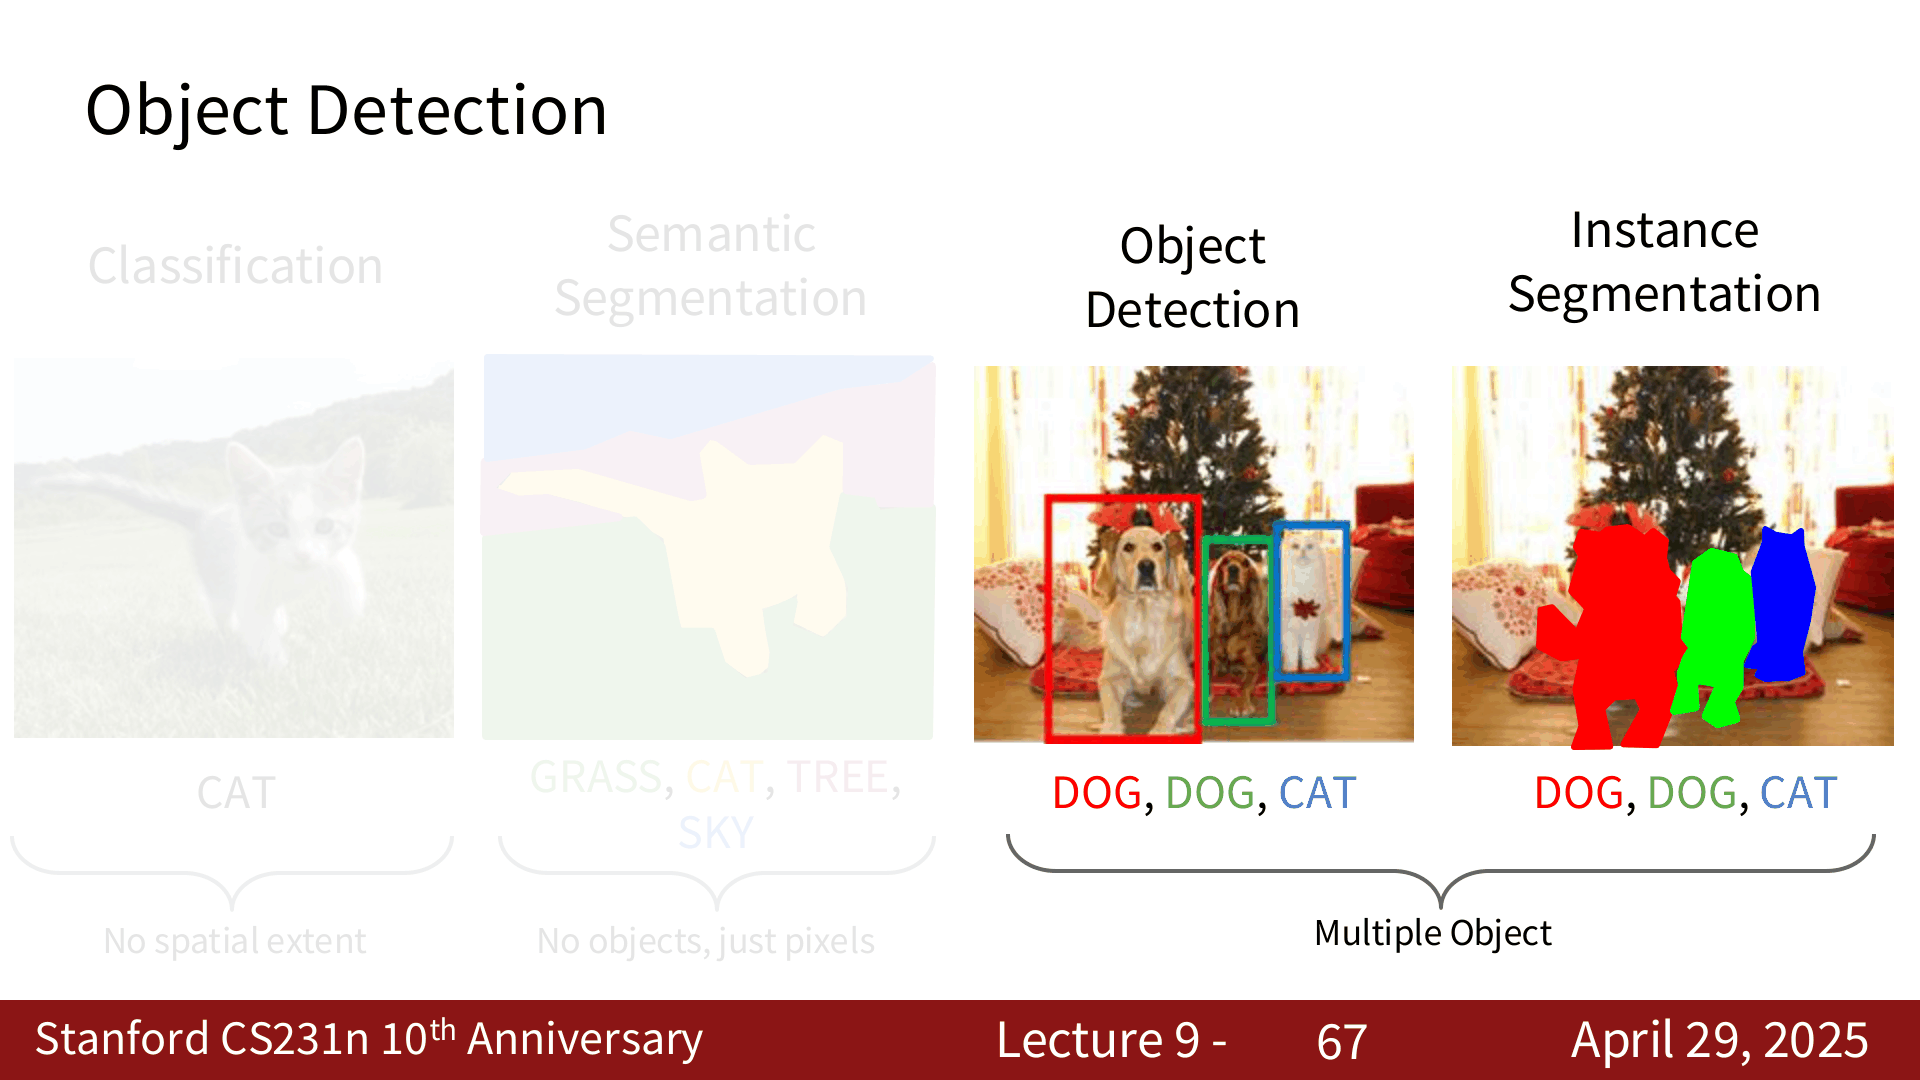 Object Detection
Classification
Semantic
Segmentation
Object
Detection
Instance
Segmentation
CAT
GRASS, CAT, TREE,
SKY
DOG, DOG, CAT
DOG, DOG, CAT
No spatial extent
No objects, just pixels
Multiple Object
Stanford CS231n 10th Anniversary
Lecture 9 - 67
April 29, 2025